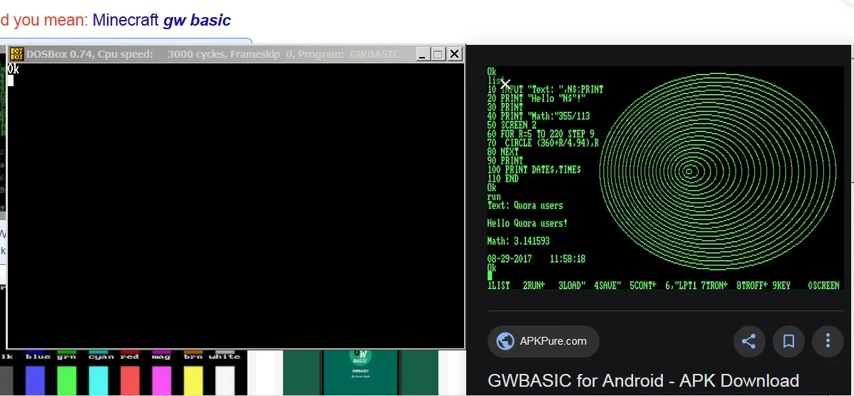 d you mean: Minecraft gw basic
DOSBox 0.74, Cpu speed: 3000 cycles, Frameskip 0, Program: GWBASIC
Ok
Ok
list
10 INPUT "Text: ",N$:PRINT
20 PRINT "Hello "N$"!"
30 PRINT
40 PRINT "Math:"355/113
50 SCREEN 2
60 FOR R=5 TO 220 STEP 9
70 CIRCLE (360+R/4,94),R
80 NEXT
90 PRINT
100 PRINT DATE$,TIME$
110 END
Ok
run
Text: Quora users
Hello Quora users!
Math: 3.141593
08-29-2017 11:58:18
Ok
1LIST 2RUN← 3LOAD" 4SAVE" 5CONT← 6,"LPT1 7TRON← 8TROFF← 9KEY 0SCREEN
lk blue grn cyan red mag brn white
GW
BASIC
GWBASIC
APKPure.com
GWBASIC for Android - APK Download